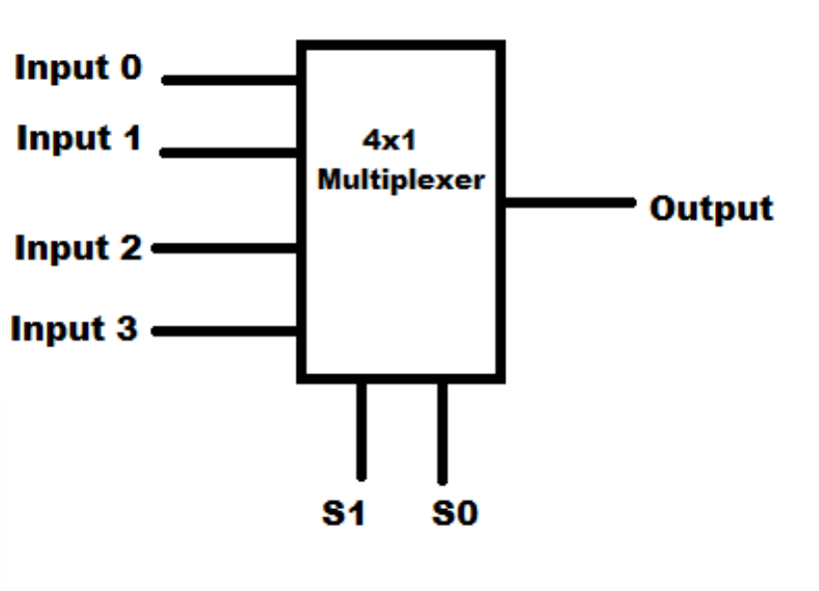 Input 0
Input 1
4x1
Multiplexer
Output
Input 2
Input 3
S1 S0